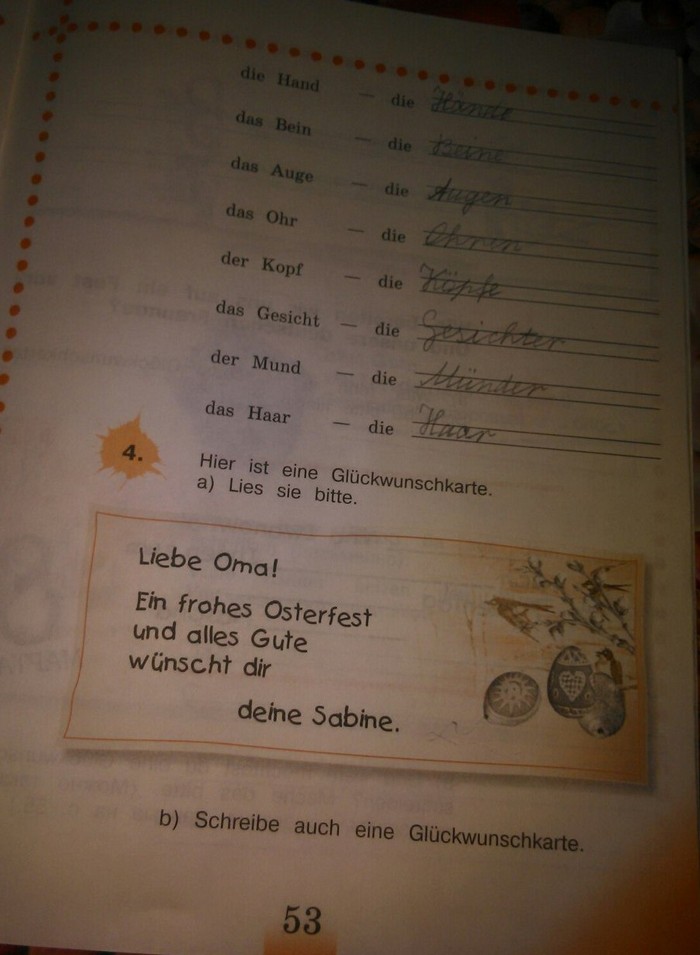 die Hand — die Hände
das Bein — die Beine
das Auge — die Augen
das Ohr — die Ohren
der Kopf — die Köpfe
das Gesicht — die Gesichter
der Mund — die Münder
das Haar — die Haar
4. Hier ist eine Glückwunschkarte.
a) Lies sie bitte.
Liebe Oma!
Ein frohes Osterfest
und alles Gute
wünscht dir
deine Sabine.
b) Schreibe auch eine Glückwunschkarte.
53